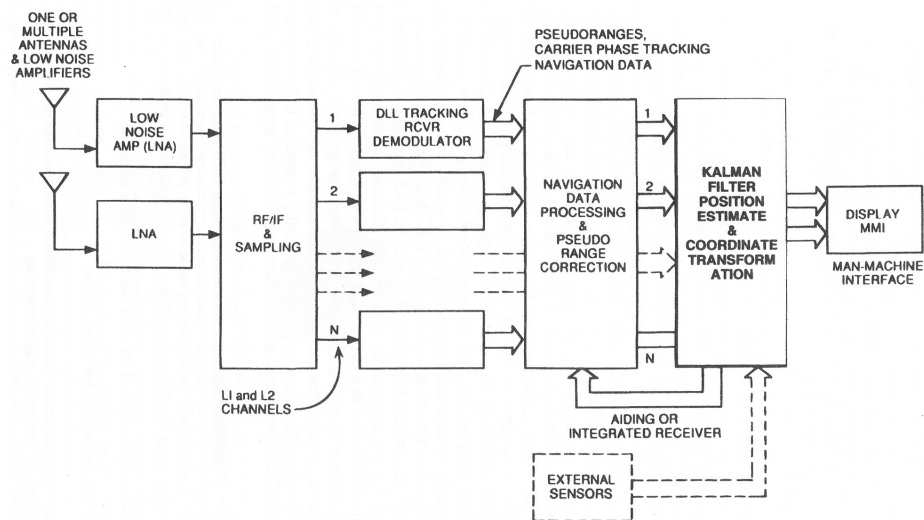 ONE OR
MULTIPLE
ANTENNAS
& LOW NOISE
AMPLIFIERS
LOW
NOISE
AMP (LNA)
LNA
RF/IF
&
SAMPLING
1
2
N
L1 and L2
CHANNELS
DLL TRACKING
RCVR
DEMODULATOR
PSEUDORANGES,
CARRIER PHASE TRACKING
NAVIGATION DATA
NAVIGATION
DATA
PROCESSING
&
PSEUDO
RANGE
CORRECTION
1
2
N
KALMAN
FILTER
POSITION
ESTIMATE
&
COORDINATE
TRANSFORM
ATION
DISPLAY
MMI
MAN-MACHINE
INTERFACE
AIDING OR
INTEGRATED RECEIVER
EXTERNAL
SENSORS